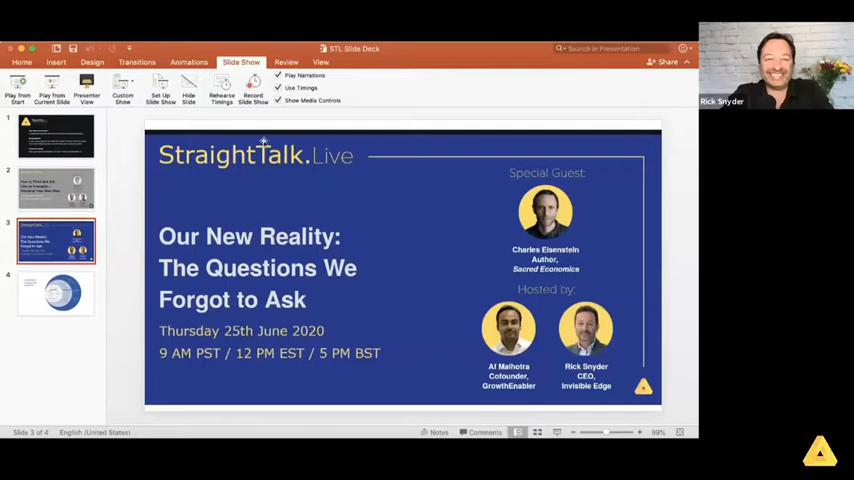 STL Slide Deck
Search in Presentation
Home Insert Design Transitions Animations Slide Show Review View
Share
Play from Start
Play from Current Slide
Presenter View
Custom Show
Set Up Slide Show
Hide Slide
Rehearse Timings
Record Slide Show
Play Narrations
Use Timings
Show Media Controls
Rick Snyder
1
2
3
4
StraightTalk.Live
Our New Reality:
The Questions We
Forgot to Ask
Thursday 25th June 2020
9 AM PST / 12 PM EST / 5 PM BST
Special Guest:
Charles Eisenstein
Author,
Sacred Economics
Hosted by:
Af Malhotra
Cofounder,
GrowthEnabler
Rick Snyder
CEO,
Invisible Edge
Slide 3 of 4
English (United States)
Notes
Comments
99%